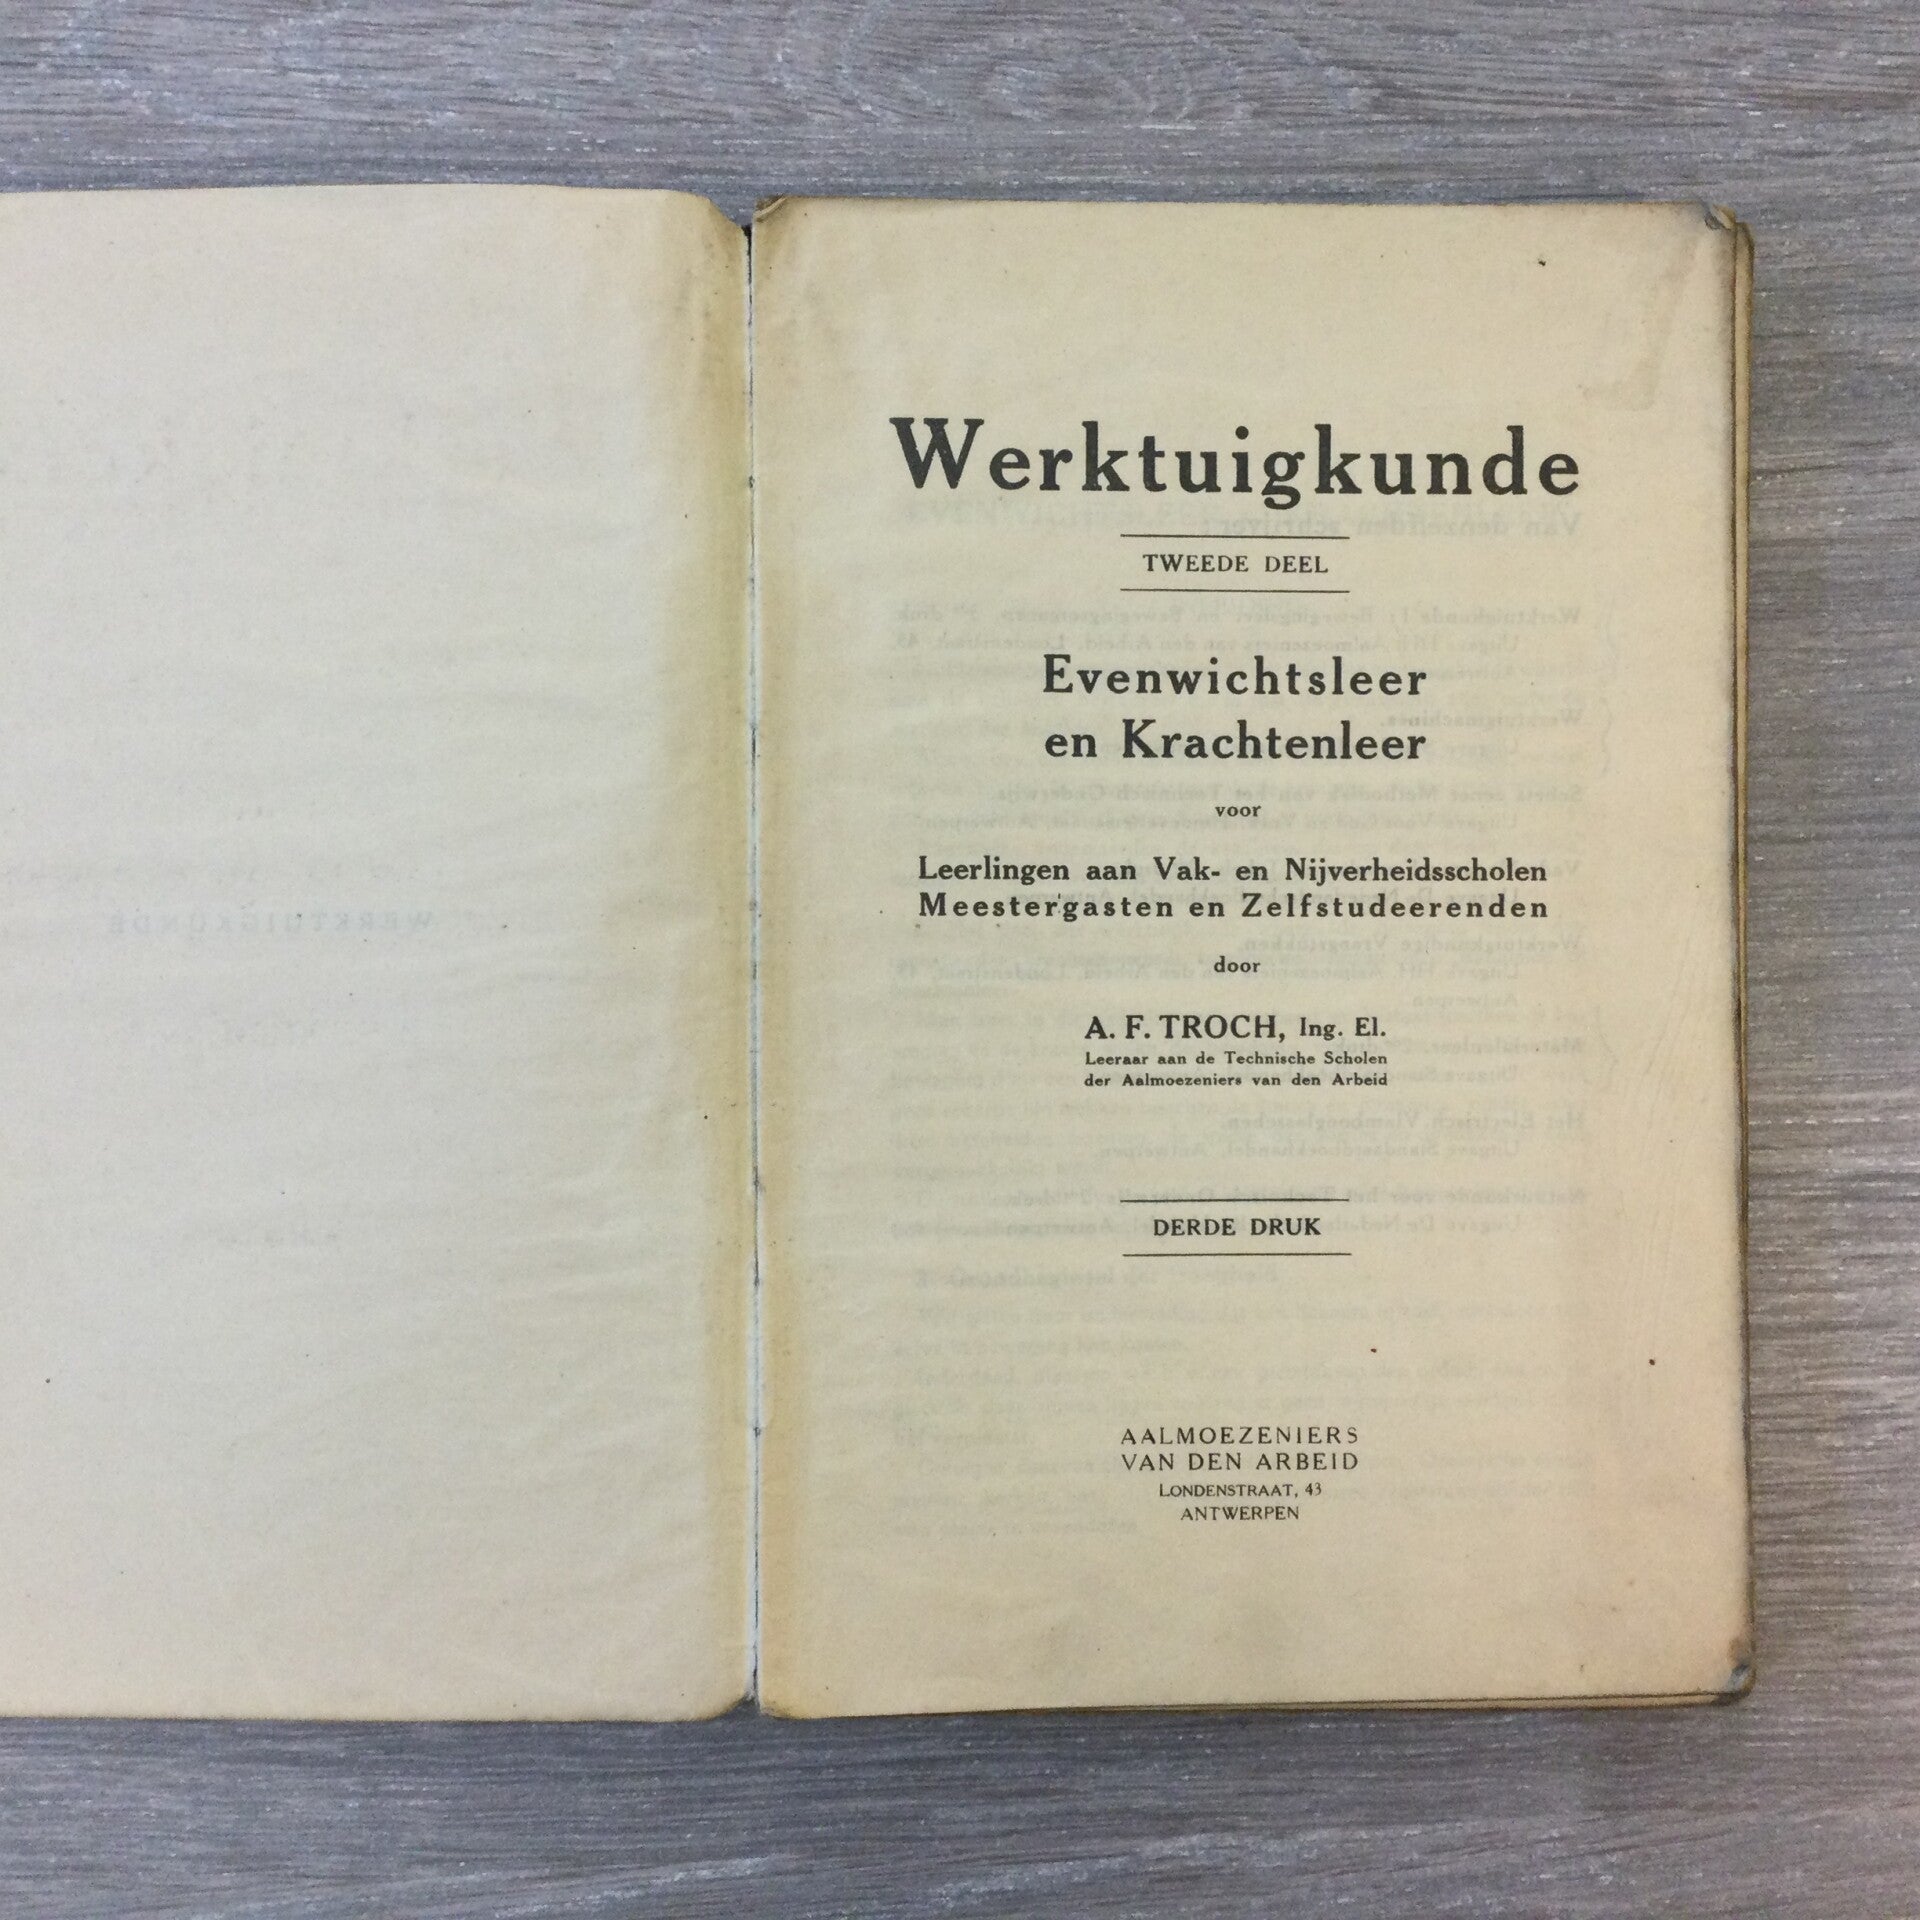 Werktuigkunde
TWEEDE DEEL
Evenwichtsleer
en Krachtenleer
voor
Leerlingen aan Vak- en Nijverheidsscholen
Meestergasten en Zelfstudeerenden
door
A. F. TROCH, Ing. El.
Leeraar aan de Technische Scholen
der Aalmoezeniers van den Arbeid
DERDE DRUK
AALMOEZENIERS
VAN DEN ARBEID
LONDENSTRAAT, 43
ANTWERPEN